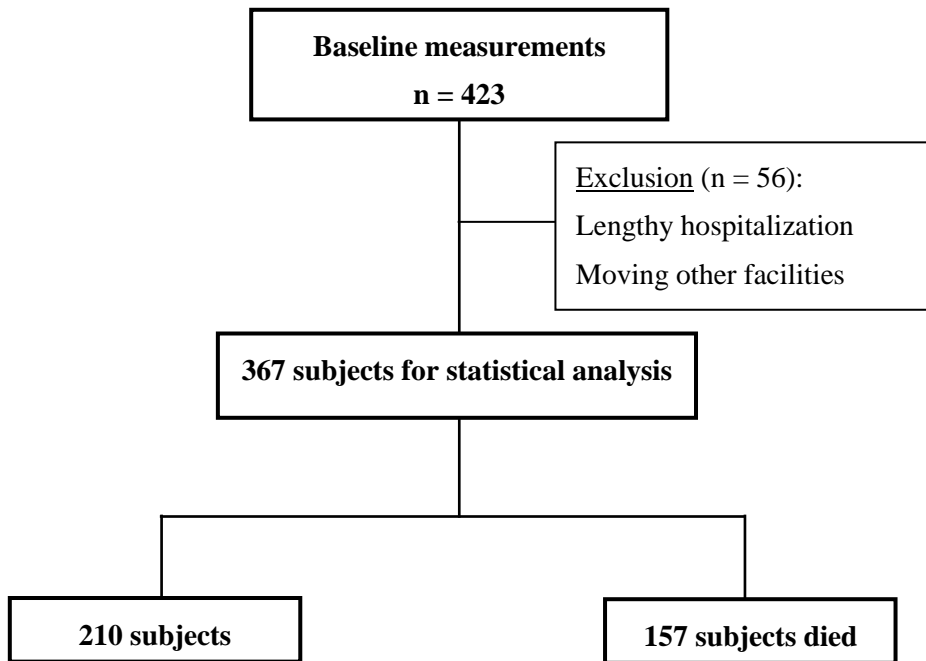 Baseline measurements
n = 423
Exclusion (n = 56):
Lengthy hospitalization
Moving other facilities
367 subjects for statistical analysis
210 subjects
157 subjects died